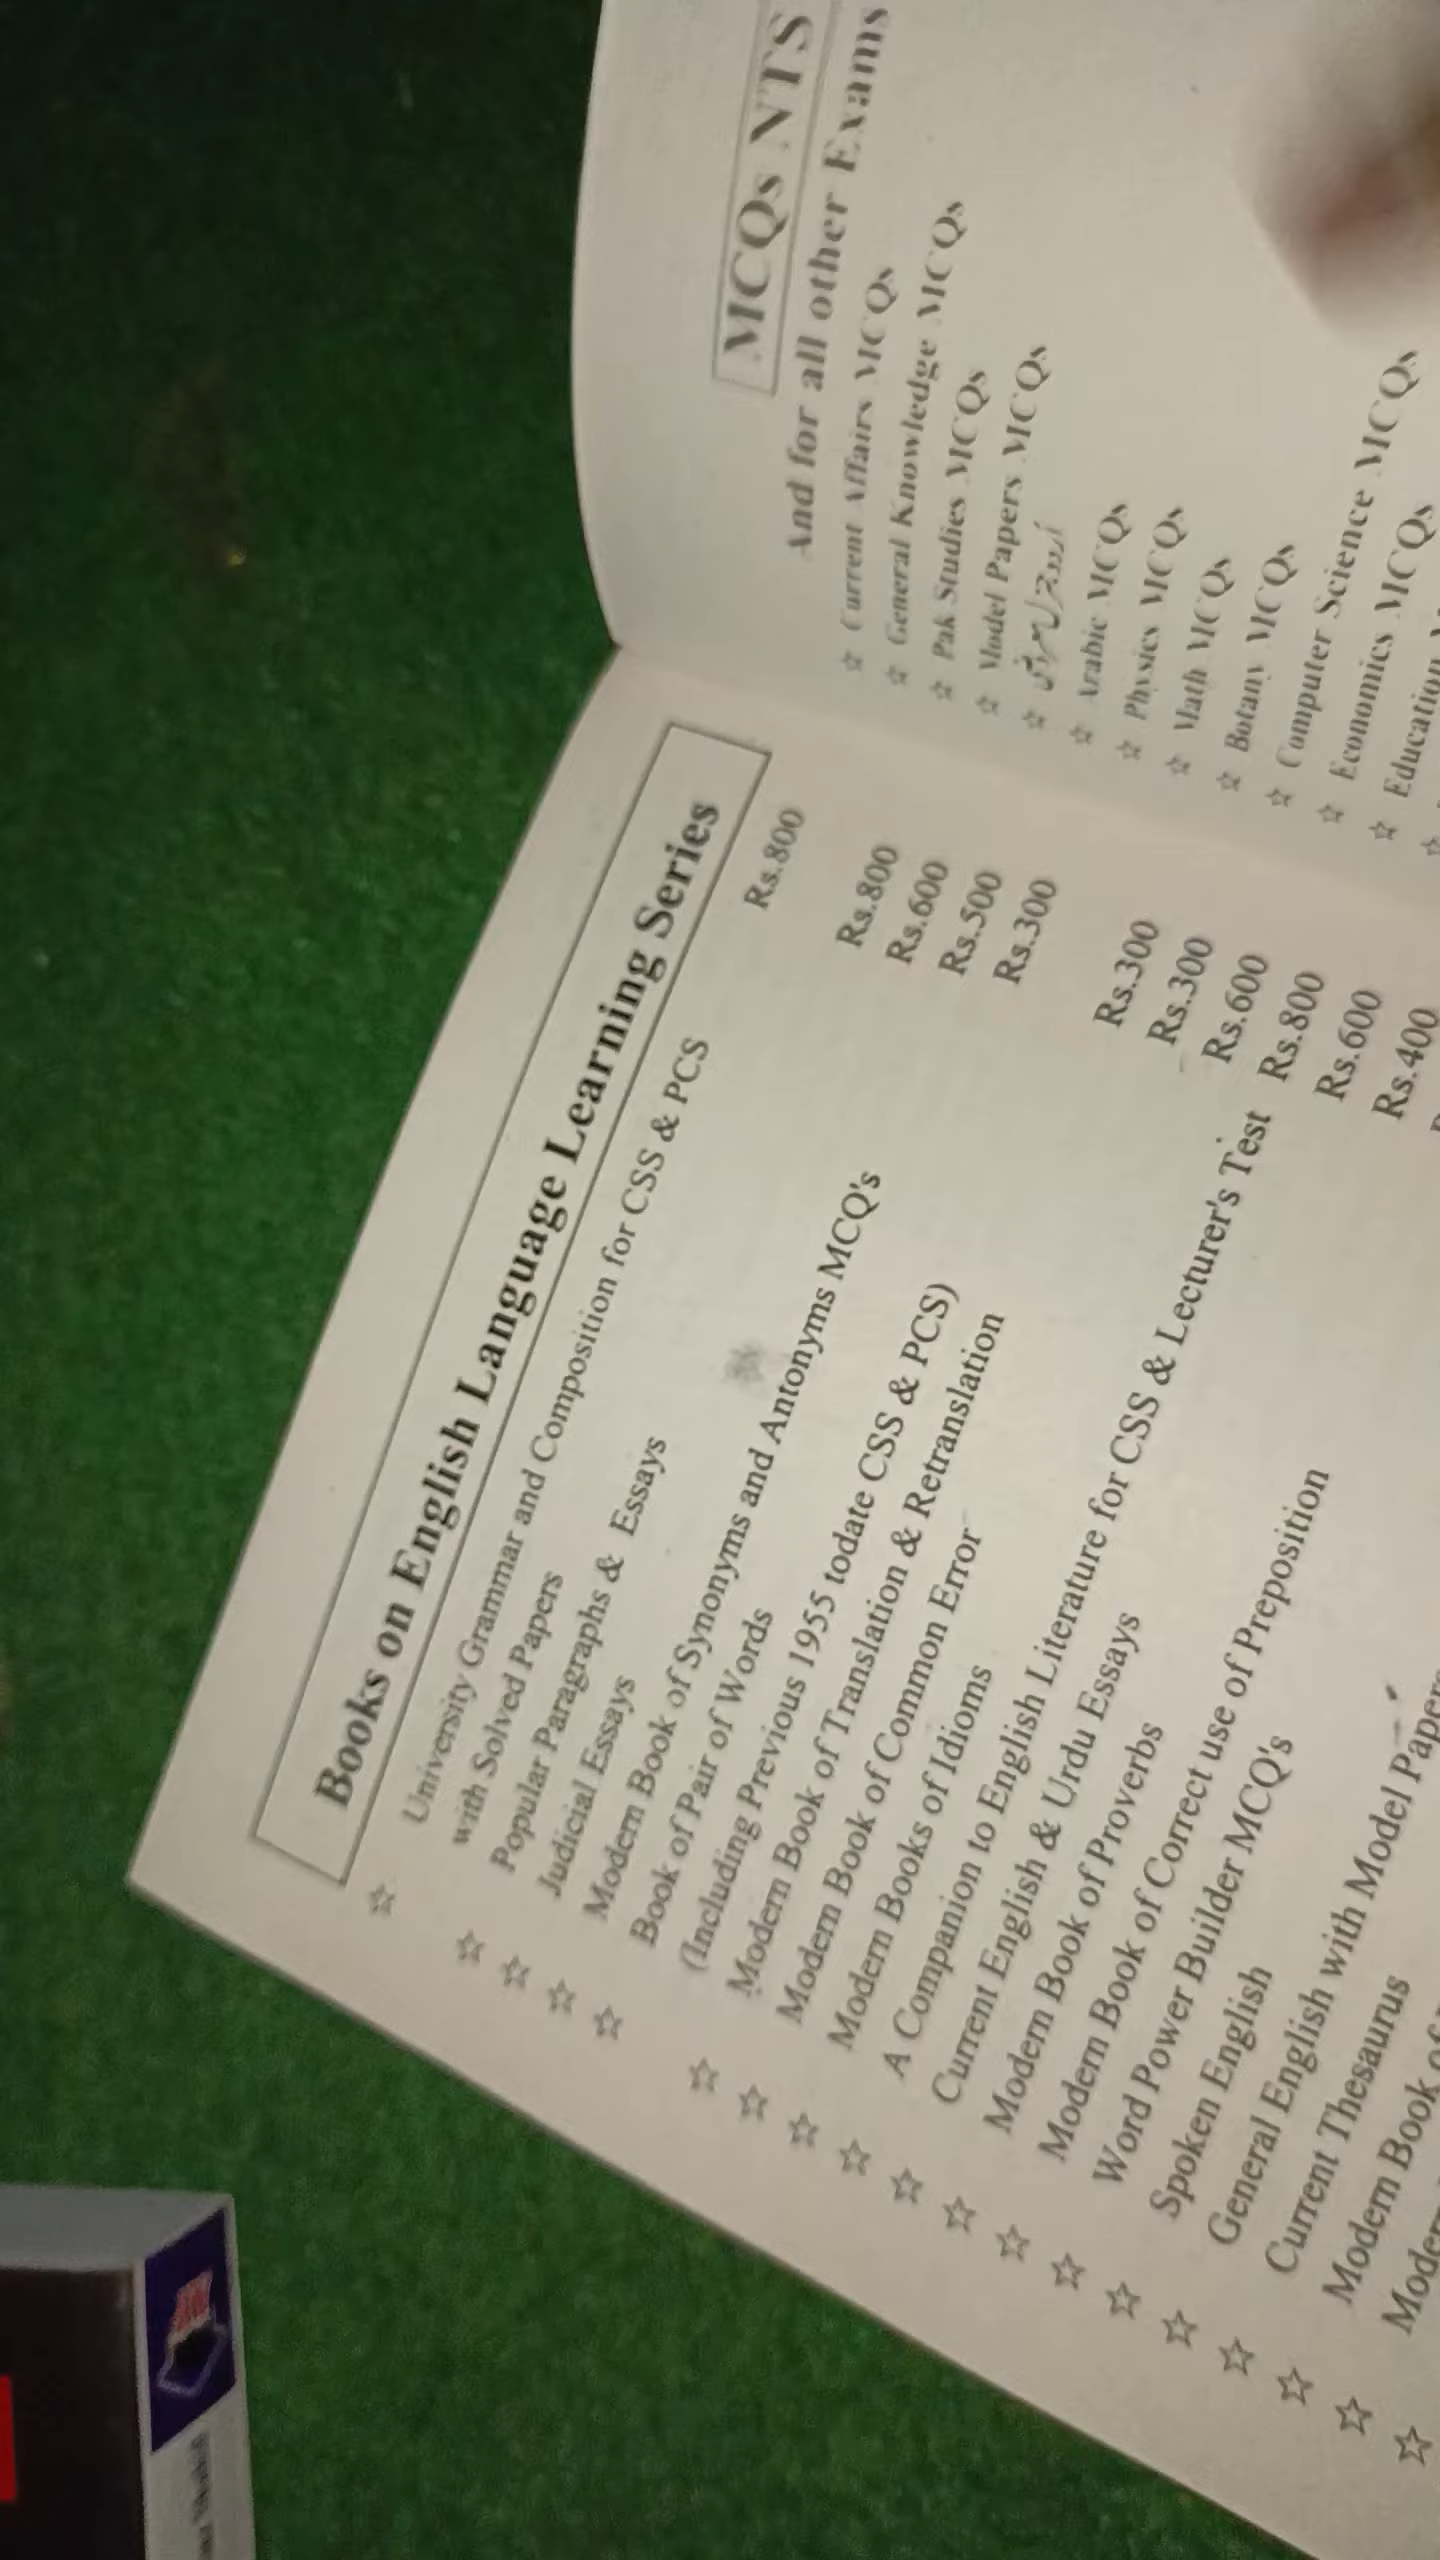 Books on English Language Learning Series
☆ University Grammar and Composition for CSS & PCS
with Solved Papers Rs.800
☆ Popular Paragraphs & Essays Rs.800
☆ Judicial Essays Rs.600
☆ Modern Book of Synonyms and Antonyms MCQ's Rs.500
☆ Book of Pair of Words Rs.300
(Including Previous 1955 todate CSS & PCS)
☆ Modern Book of Translation & Retranslation Rs.300
☆ Modern Book of Common Error Rs.300
☆ Modern Books of Idioms Rs.600
☆ A Companion to English Literature for CSS & Lecturer's Test Rs.800
☆ Current English & Urdu Essays Rs.600
☆ Modern Book of Proverbs Rs.400
☆ Modern Book of Correct use of Preposition
☆ Word Power Builder MCQ's
☆ Spoken English
☆ General English with Model Papers
☆ Current Thesaurus
☆ Modern Book of
☆ Modern
MCQs NTS
And for all other Exams
☆ Current Affairs MCQs
☆ General Knowledge MCQs
☆ Pak Studies MCQs
☆ Model Papers MCQs
☆ Arabic MCQs
☆ Physics MCQs
☆ Math MCQs
☆ Botany MCQs
☆ Computer Science MCQs
☆ Economics MCQs
☆ Education